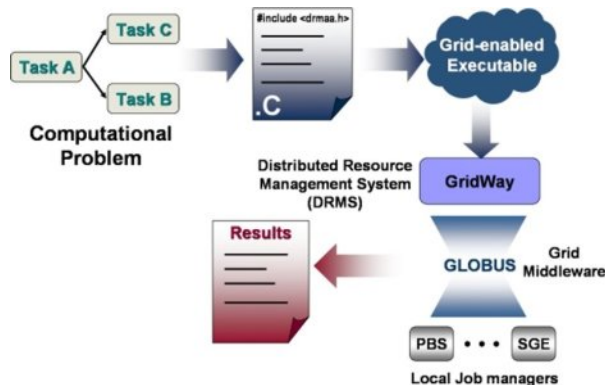 Task A
Task C
Task B
Computational
Problem
#include <drmaa.h>
.C
Grid-enabled
Executable
Distributed Resource
Management System
(DRMS)
GridWay
Results
GLOBUS
Grid
Middleware
PBS • • • SGE
Local Job managers